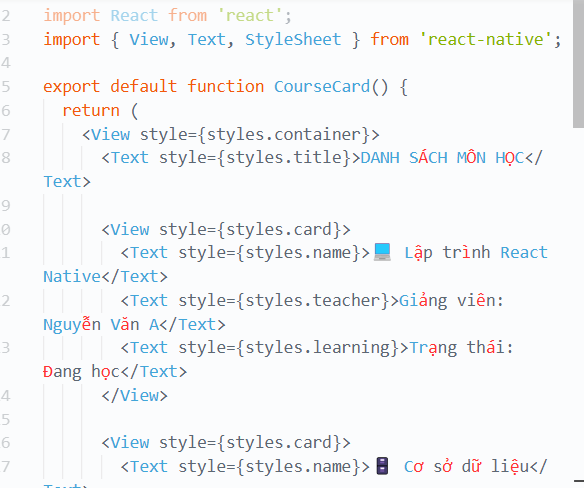 2 import React from 'react';
3 import { View, Text, StyleSheet } from 'react-native';
4
5 export default function CourseCard() {
6 return (
7 <View style={styles.container}>
8 <Text style={styles.title}>DANH SÁCH MÔN HỌC</
Text>
9
0 <View style={styles.card}>
1 <Text style={styles.name}>💻 Lập trình React
Native</Text>
2 <Text style={styles.teacher}>Giảng viên:
Nguyễn Văn A</Text>
3 <Text style={styles.learning}>Trạng thái:
Đang học</Text>
4 </View>
5
6 <View style={styles.card}>
7 <Text style={styles.name}>🗄 Cơ sở dữ liệu</
Text>